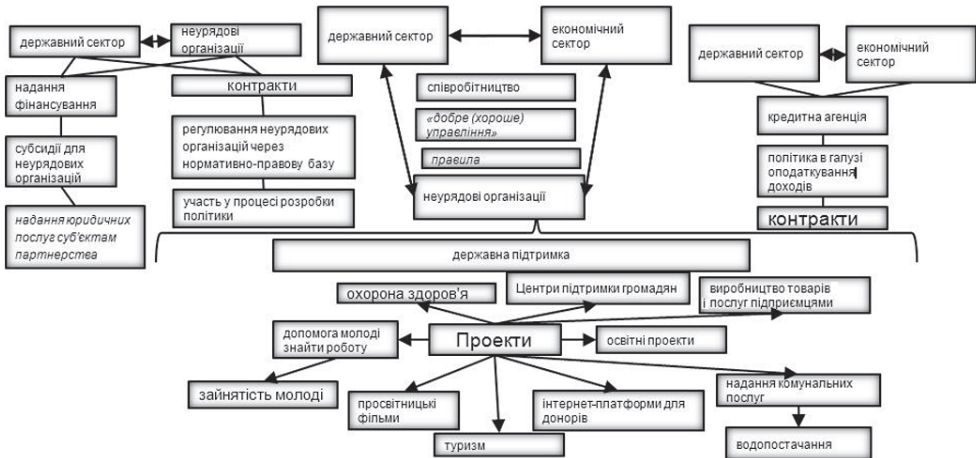 державний сектор
неурядові
організації
надання
фінансування
контракти
субсидії для
неурядових
організацій
регулювання неурядових
організацій через
нормативно-правову базу
надання юридичних
послуг суб'єктам
партнерства
участь у процесі розробки
політики
державний сектор
економічний
сектор
співробітництво
«добре (хороше)
управління»
правила
неурядові організації
державний сектор
економічний
сектор
кредитна агенція
політика в галузі
оподаткування
доходів
контракти
державна підтримка
охорона здоров'я
Центри підтримки громадян
виробництво товарів
і послуг підприємцями
допомога молоді
знайти роботу
Проекти
освітні проекти
зайнятість молоді
просвітницькі
фільми
туризм
інтернет-платформи для
донорів
надання комунальних
послуг
водопостачання